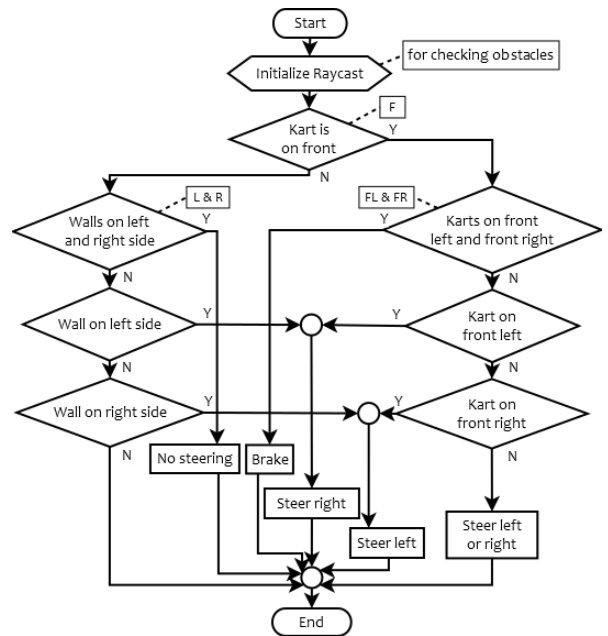 Start
Initialize Raycast
for checking obstacles
F
Kart is
on front
Y
N
L & R
FL & FR
Walls on left
and right side
Y
Y
Karts on front
left and front right
N
N
Wall on left side
Y
Y
Kart on
front left
N
N
Wall on right side
Y
Y
Kart on
front right
N
N
No steering
Brake
Steer right
Steer left
Steer left
or right
End